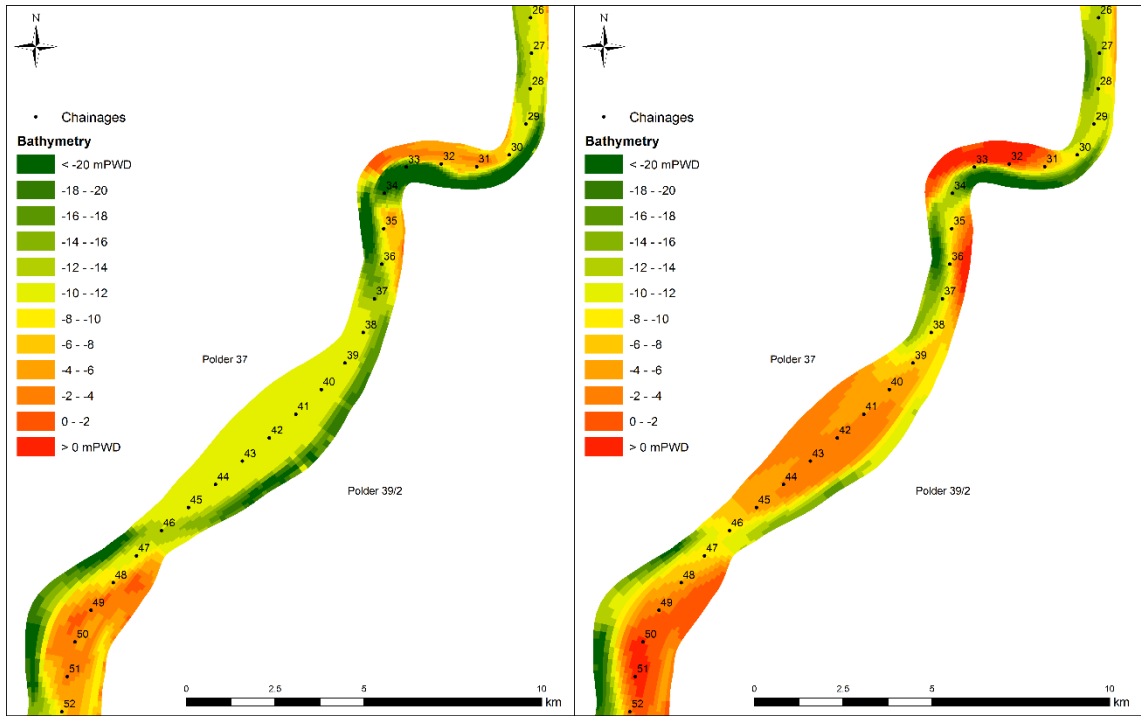 N
Chainages
Bathymetry
< -20 mPWD
-18 - -20
-16 - -18
-14 - -16
-12 - -14
-10 - -12
-8 - -10
-6 - -8
-4 - -6
-2 - -4
0 - -2
> 0 mPWD
26
27
28
29
30
31
32
33
34
35
36
37
38
39
40
41
42
43
44
45
46
47
48
49
50
51
52
Polder 37
Polder 39/2
0 2.5 5 10
km
N
Chainages
Bathymetry
< -20 mPWD
-18 - -20
-16 - -18
-14 - -16
-12 - -14
-10 - -12
-8 - -10
-6 - -8
-4 - -6
-2 - -4
0 - -2
> 0 mPWD
26
27
28
29
30
31
32
33
34
35
36
37
38
39
40
41
42
43
44
45
46
47
48
49
50
51
52
Polder 37
Polder 39/2
0 2.5 5 10
km